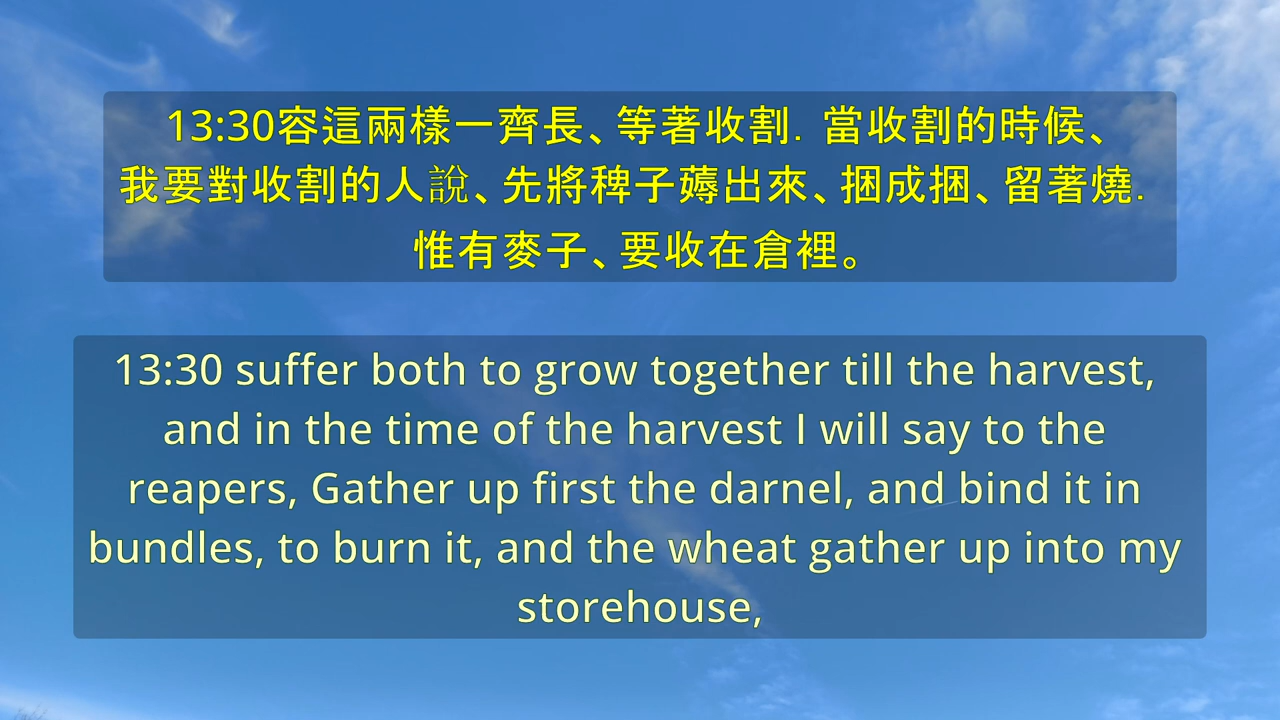 13:30容這兩樣一齊長、等著收割. 當收割的時候、
我要對收割的人說、先將稗子薅出來、捆成捆、留著燒.
惟有麥子、要收在倉裡。
13:30 suffer both to grow together till the harvest,
and in the time of the harvest I will say to the
reapers, Gather up first the darnel, and bind it in
bundles, to burn it, and the wheat gather up into my
storehouse,